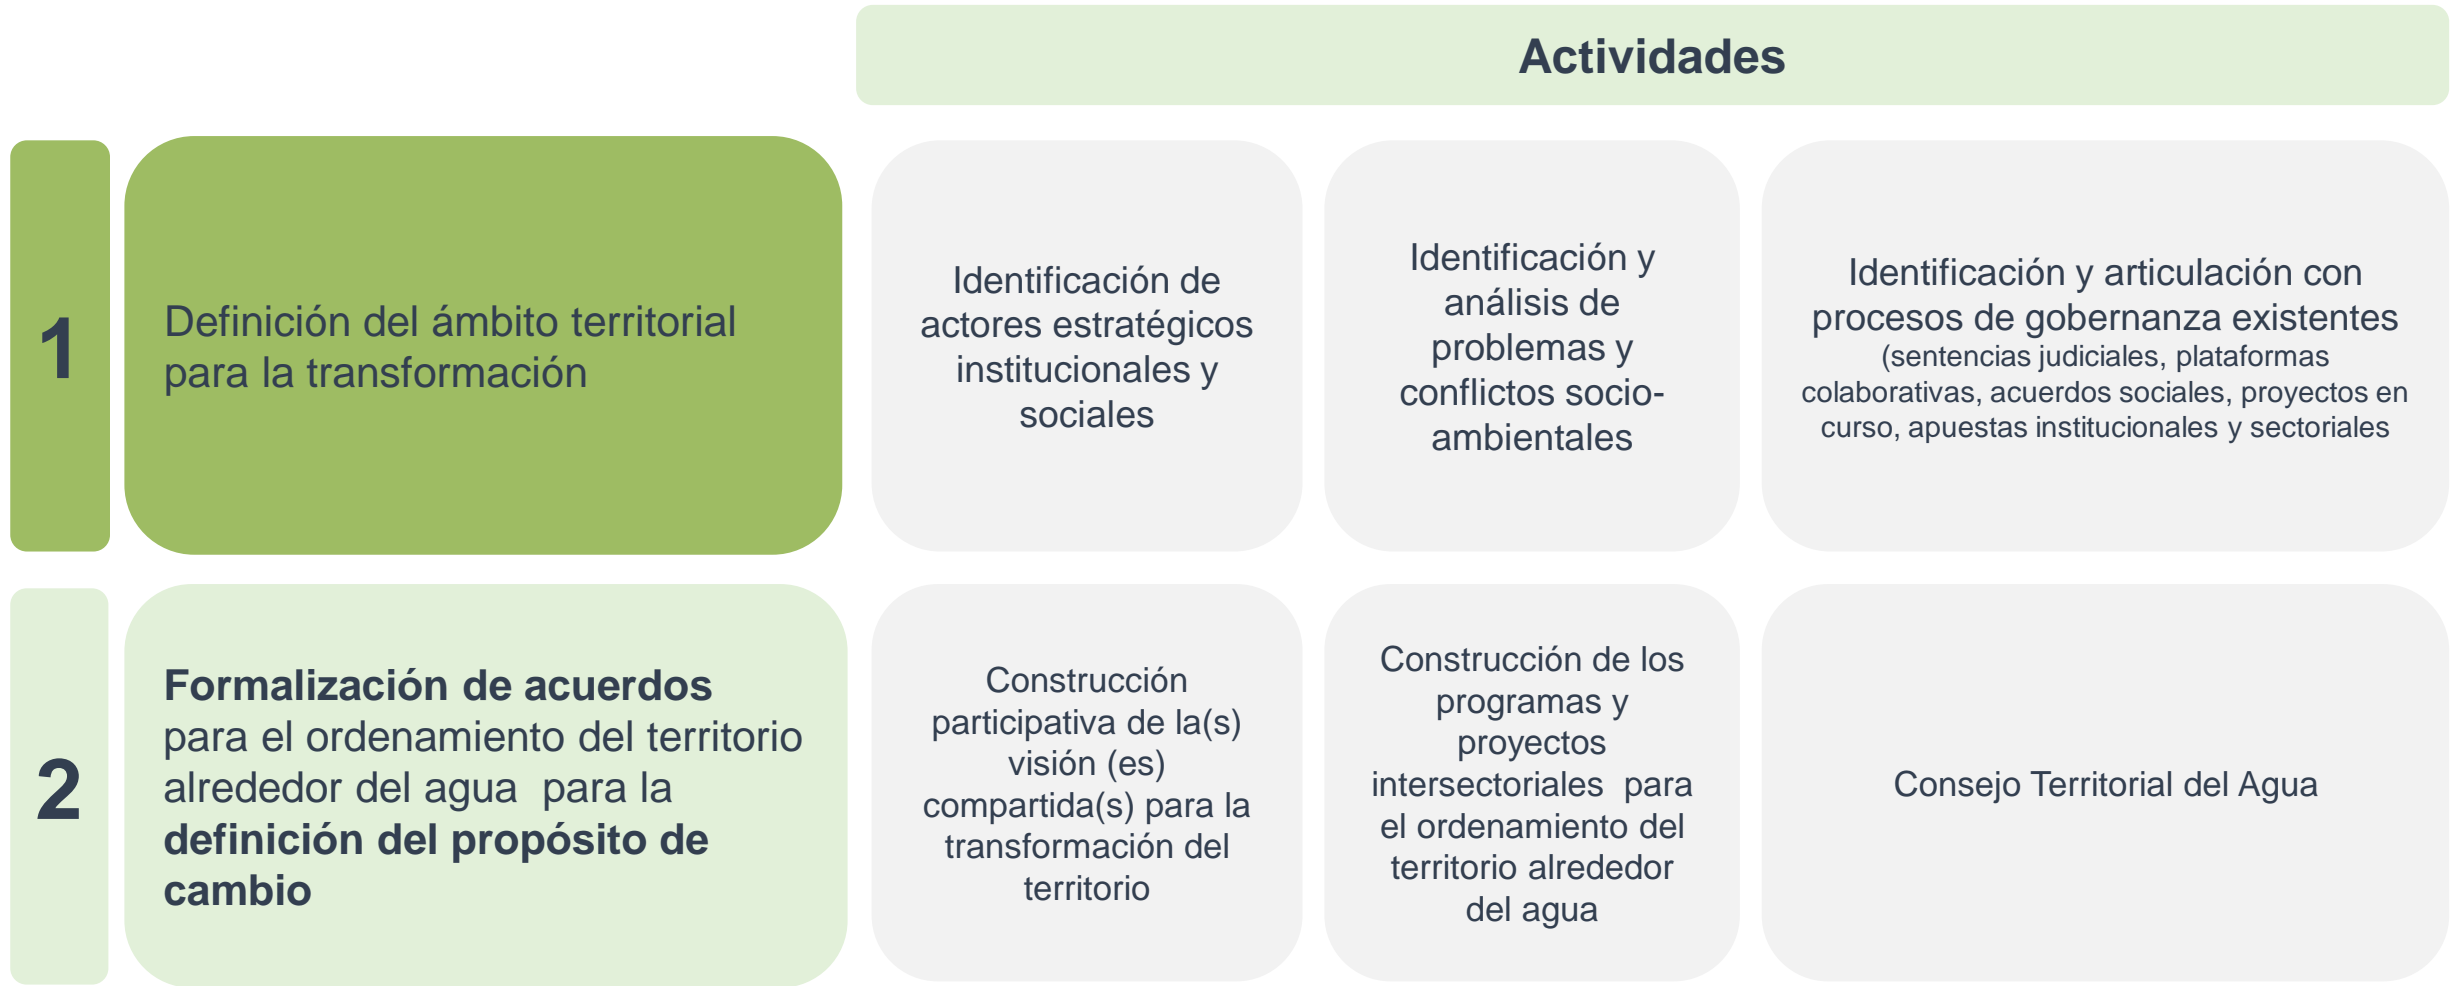 Actividades
1
Definición del ámbito territorial
para la transformación
Identificación de
actores estratégicos
institucionales y
sociales
Identificación y
análisis de
problemas y
conflictos socio-
ambientales
Identificación y articulación con
procesos de gobernanza existentes
(sentencias judiciales, plataformas
colaborativas, acuerdos sociales, proyectos en
curso, apuestas institucionales y sectoriales
2
Formalización de acuerdos
para el ordenamiento del territorio
alrededor del agua  para la
definición del propósito de
cambio
Construcción
participativa de la(s)
visión (es)
compartida(s) para la
transformación del
territorio
Construcción de los
programas y
proyectos
intersectoriales  para
el ordenamiento del
territorio alrededor
del agua
Consejo Territorial del Agua